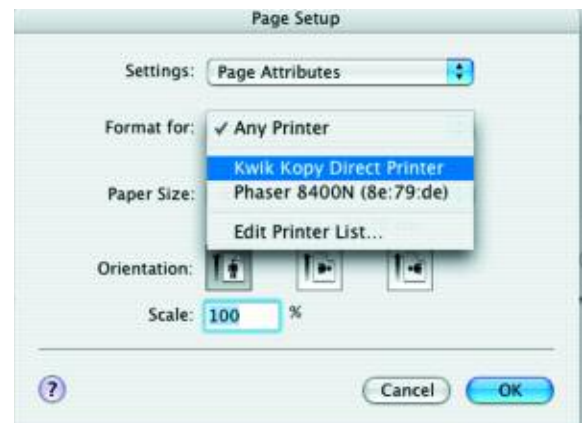 Page Setup
Settings: Page Attributes
Format for: ✓ Any Printer
Kwik Kopy Direct Printer
Paper Size: Phaser 8400N (8e:79:de)
Edit Printer List...
Orientation:
Scale: 100 %
? Cancel OK